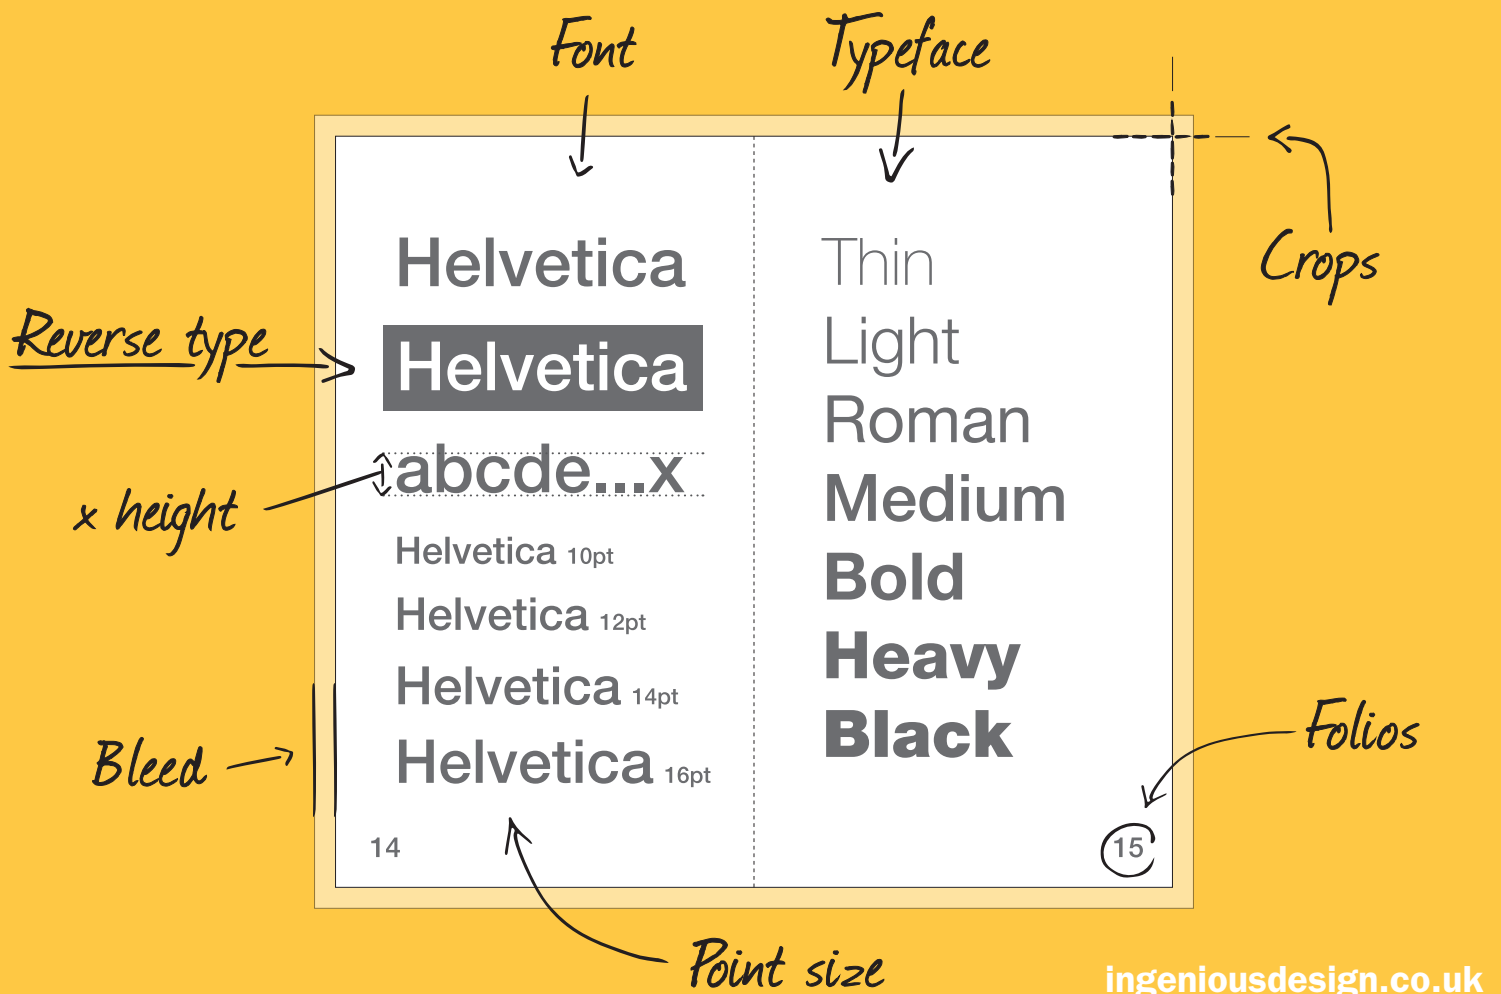 Font
Typeface
Crops
Helvetica
Reverse type
Helvetica
abcde...x
x height
Helvetica 10pt
Helvetica 12pt
Helvetica 14pt
Helvetica 16pt
Bleed
14
Point size
Thin
Light
Roman
Medium
Bold
Heavy
Black
Folios
15
ingeniousdesign.co.uk